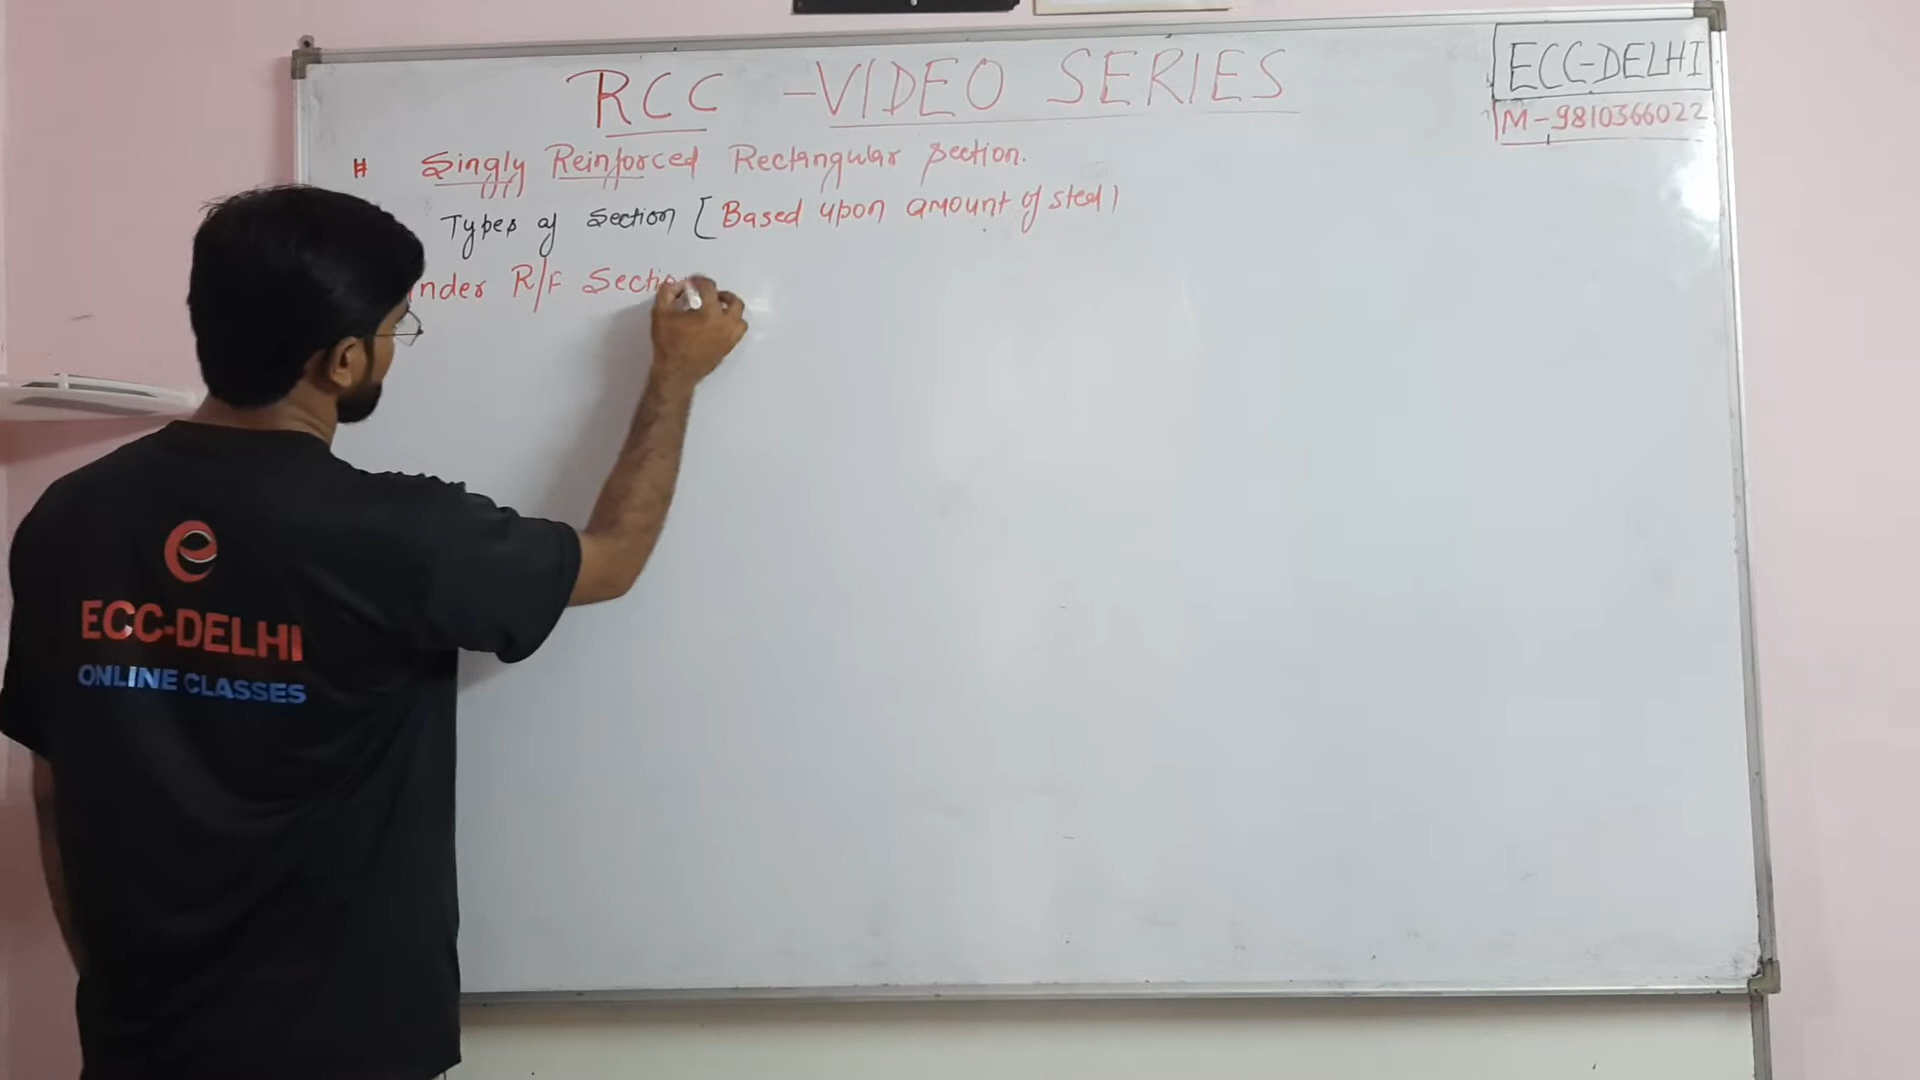 RCC - VIDEO SERIES
ECC-DELHI
M-9810366022
# Singly Reinforced Rectangular Section.
Types of Section [Based upon amount of steel)
nder R/F Sectio
e
ECC-DELHI
ONLINE CLASSES